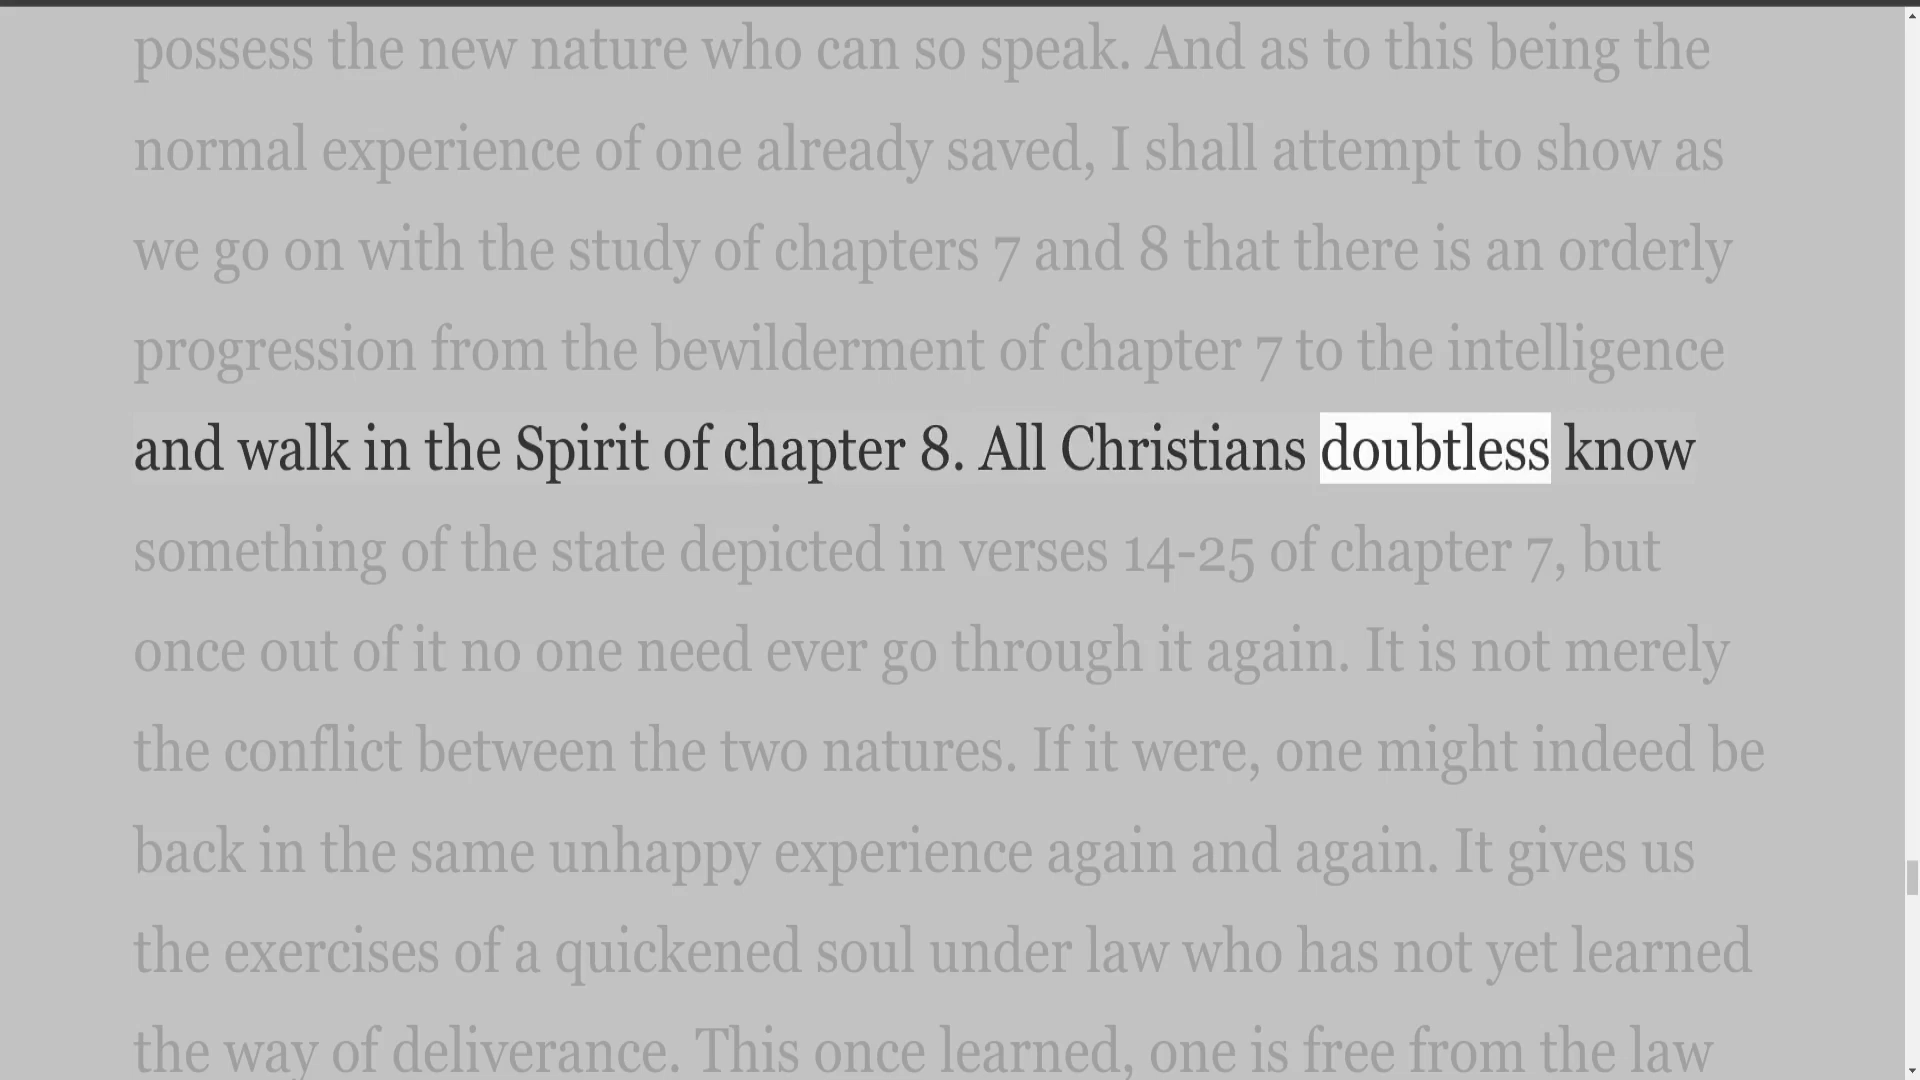 possess the new nature who can so speak. And as to this being the
normal experience of one already saved, I shall attempt to show as
we go on with the study of chapters 7 and 8 that there is an orderly
progression from the bewilderment of chapter 7 to the intelligence
and walk in the Spirit of chapter 8. All Christians doubtless know
something of the state depicted in verses 14-25 of chapter 7, but
once out of it no one need ever go through it again. It is not merely
the conflict between the two natures. If it were, one might indeed be
back in the same unhappy experience again and again. It gives us
the exercises of a quickened soul under law who has not yet learned
the way of deliverance. This once learned, one is free from the law